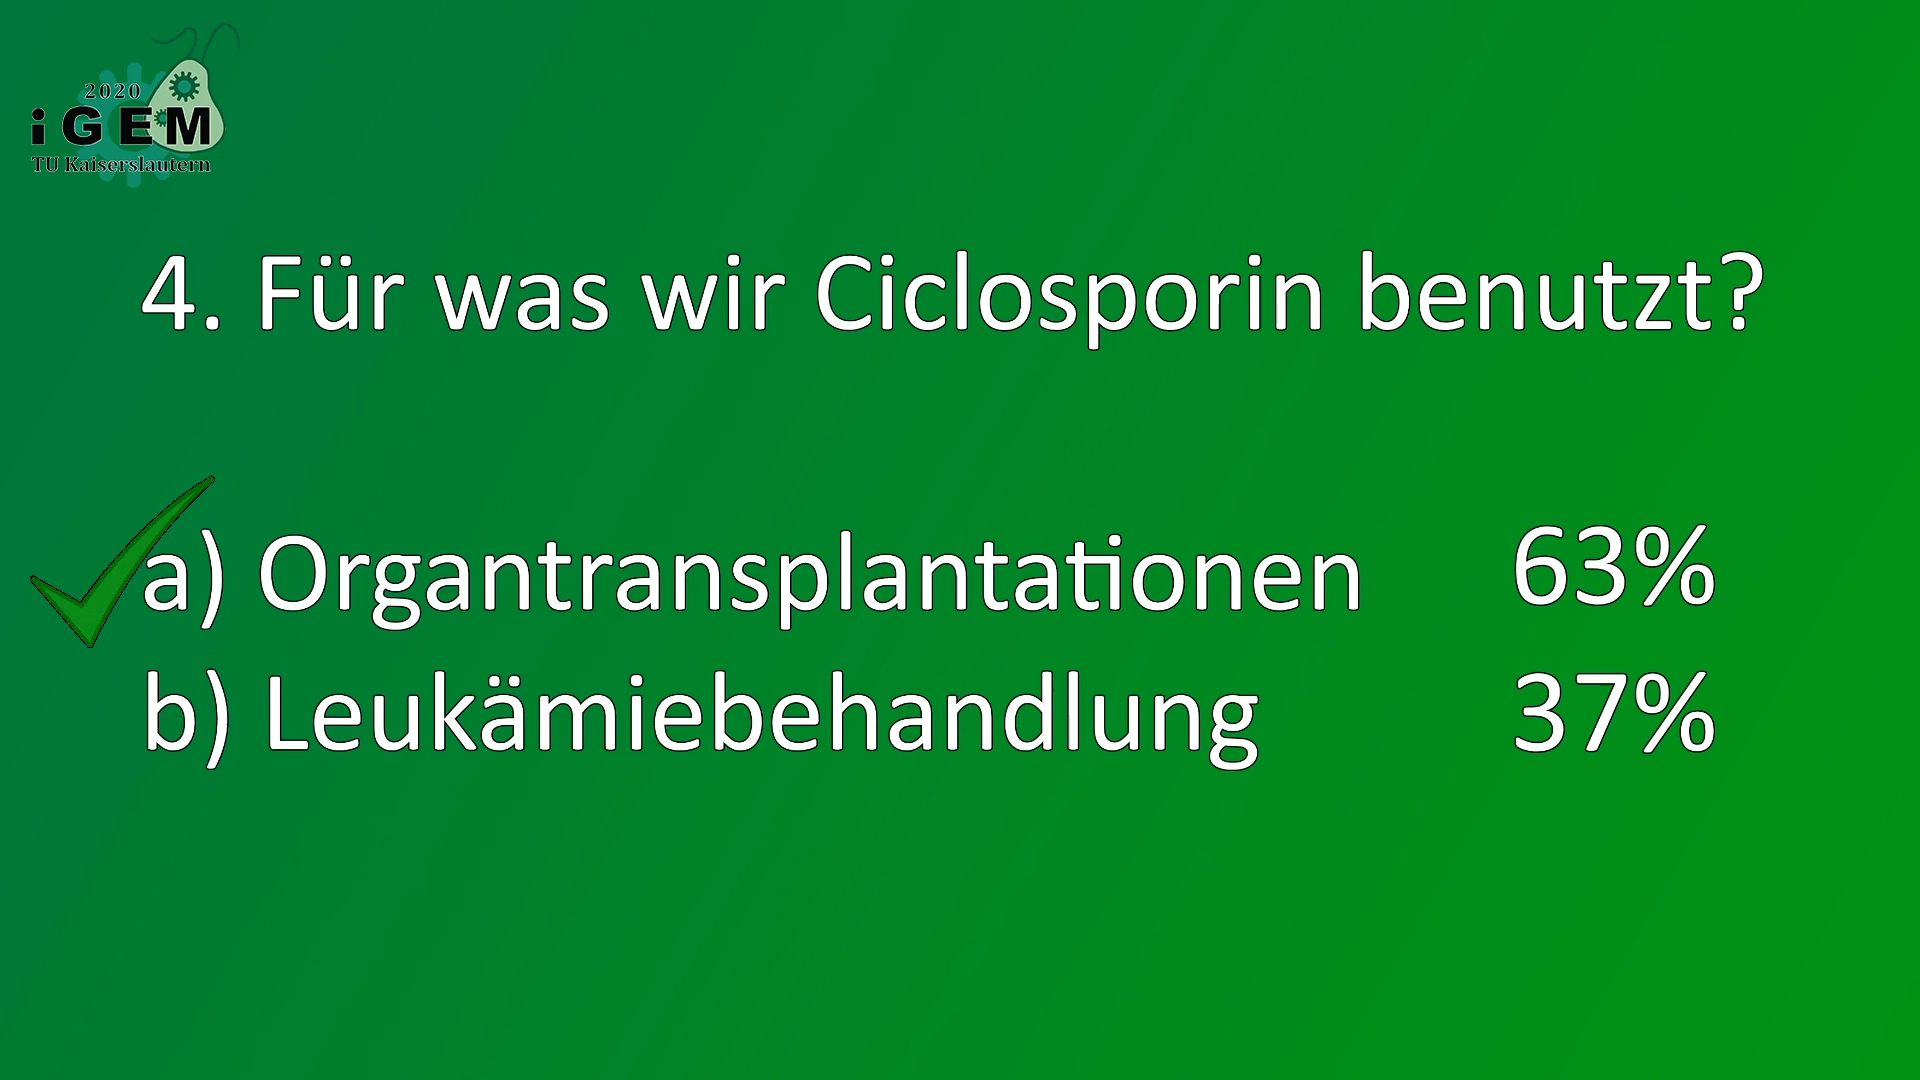 2020
iGEM
TU Kaiserslautern
4. Für was wir Ciclosporin benutzt?
a) Organtransplantationen 63%
b) Leukämiebehandlung 37%